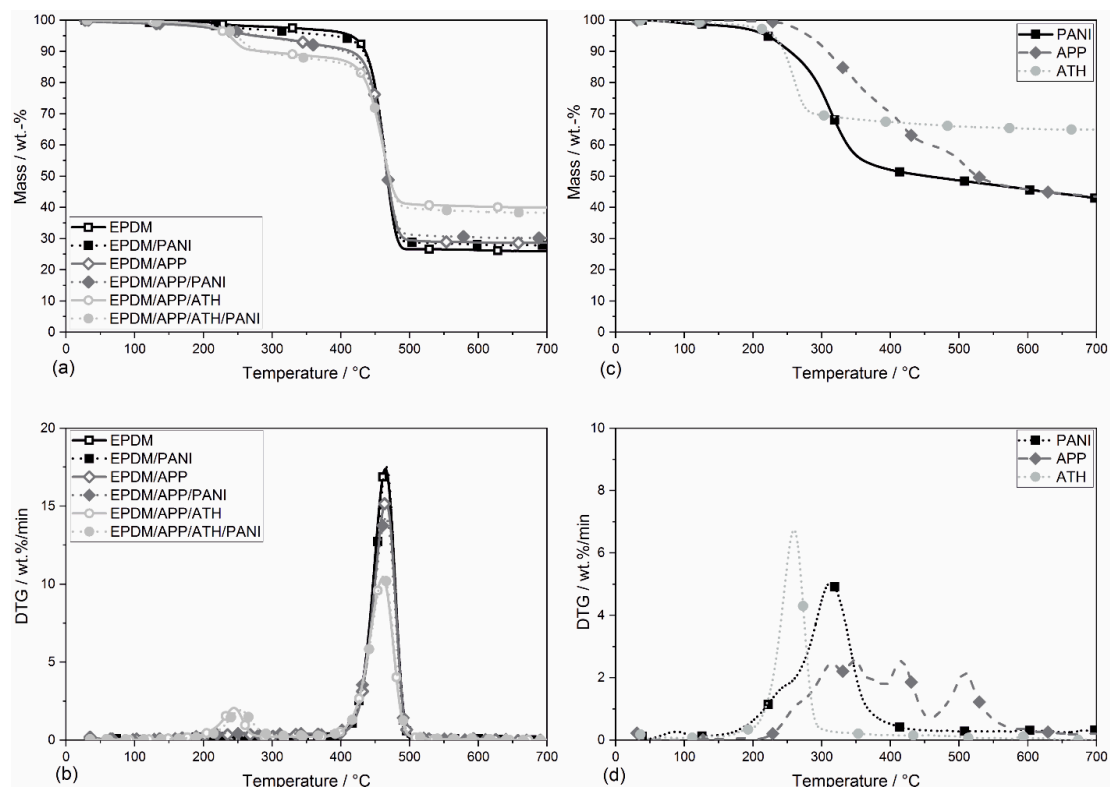 100
90
80
70
60
50
40
30
20
10
0
Mass / wt.-%
EPDM
EPDM/PANI
EPDM/APP
EPDM/APP/PANI
EPDM/APP/ATH
EPDM/APP/ATH/PANI
0 100 200 300 400 500 600 700
(a)
Temperature / °C
100
90
80
70
60
50
40
30
20
10
0
Mass / wt.-%
PANI
APP
ATH
0 100 200 300 400 500 600 700
(c)
Temperature / °C
20
15
10
5
0
DTG / wt.%/min
EPDM
EPDM/PANI
EPDM/APP
EPDM/APP/PANI
EPDM/APP/ATH
EPDM/APP/ATH/PANI
0 100 200 300 400 500 600 700
(b)
Temperature / °C
10
8
6
4
2
0
DTG / wt.%/min
PANI
APP
ATH
0 100 200 300 400 500 600 700
(d)
Temperature / °C